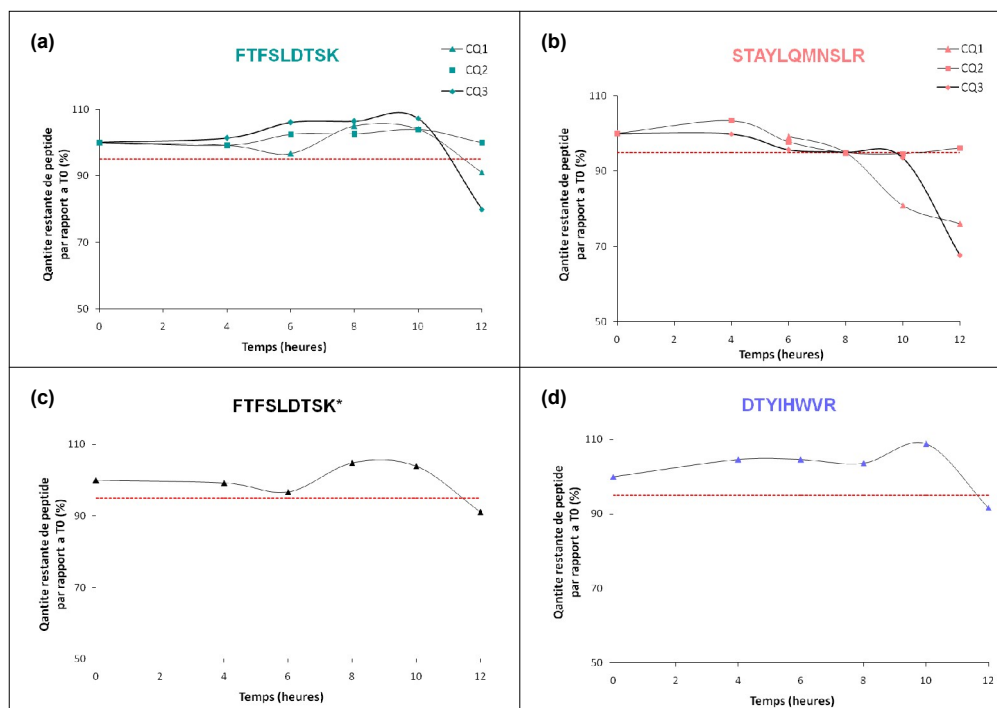 (a)
FTFSLDTSK
CQ1
CQ2
CQ3
110
90
70
50
0 2 4 6 8 10 12
Qantite restante de peptide
par rapport a T0 (%)
Temps (heures)
(b)
STAYLQMNSLR
CQ1
CQ2
CQ3
110
90
70
50
0 2 4 6 8 10 12
Qantite restante de peptide
par rapport a T0 (%)
Temps (heures)
(c)
FTFSLDTSK*
110
90
70
50
0 2 4 6 8 10 12
Qantite restante de peptide
par rapport a T0 (%)
Temps (heures)
(d)
DTYIHWVR
110
90
70
50
0 2 4 6 8 10 12
Qantite restante de peptide
par rapport a T0 (%)
Temps (heures)